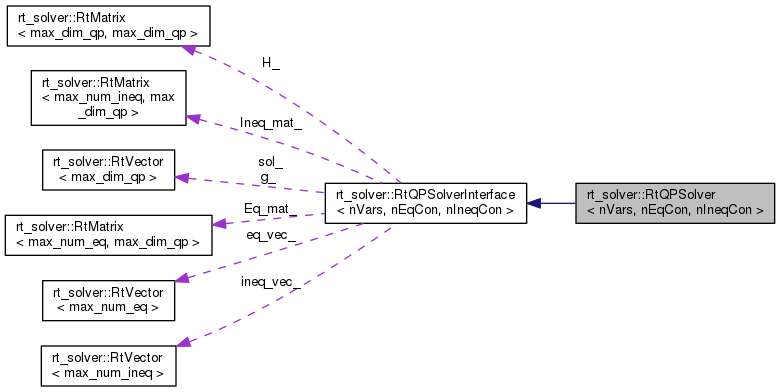 rt_solver::RtMatrix
< max_dim_qp, max_dim_qp >
H_
rt_solver::RtMatrix
< max_num_ineq, max
_dim_qp >
Ineq_mat_
rt_solver::RtVector
< max_dim_qp >
sol_
g_
rt_solver::RtQPSolverInterface
< nVars, nEqCon, nIneqCon >
rt_solver::RtQPSolver
< nVars, nEqCon, nIneqCon >
rt_solver::RtMatrix
< max_num_eq, max_dim_qp >
Eq_mat_
eq_vec_
rt_solver::RtVector
< max_num_eq >
ineq_vec_
rt_solver::RtVector
< max_num_ineq >